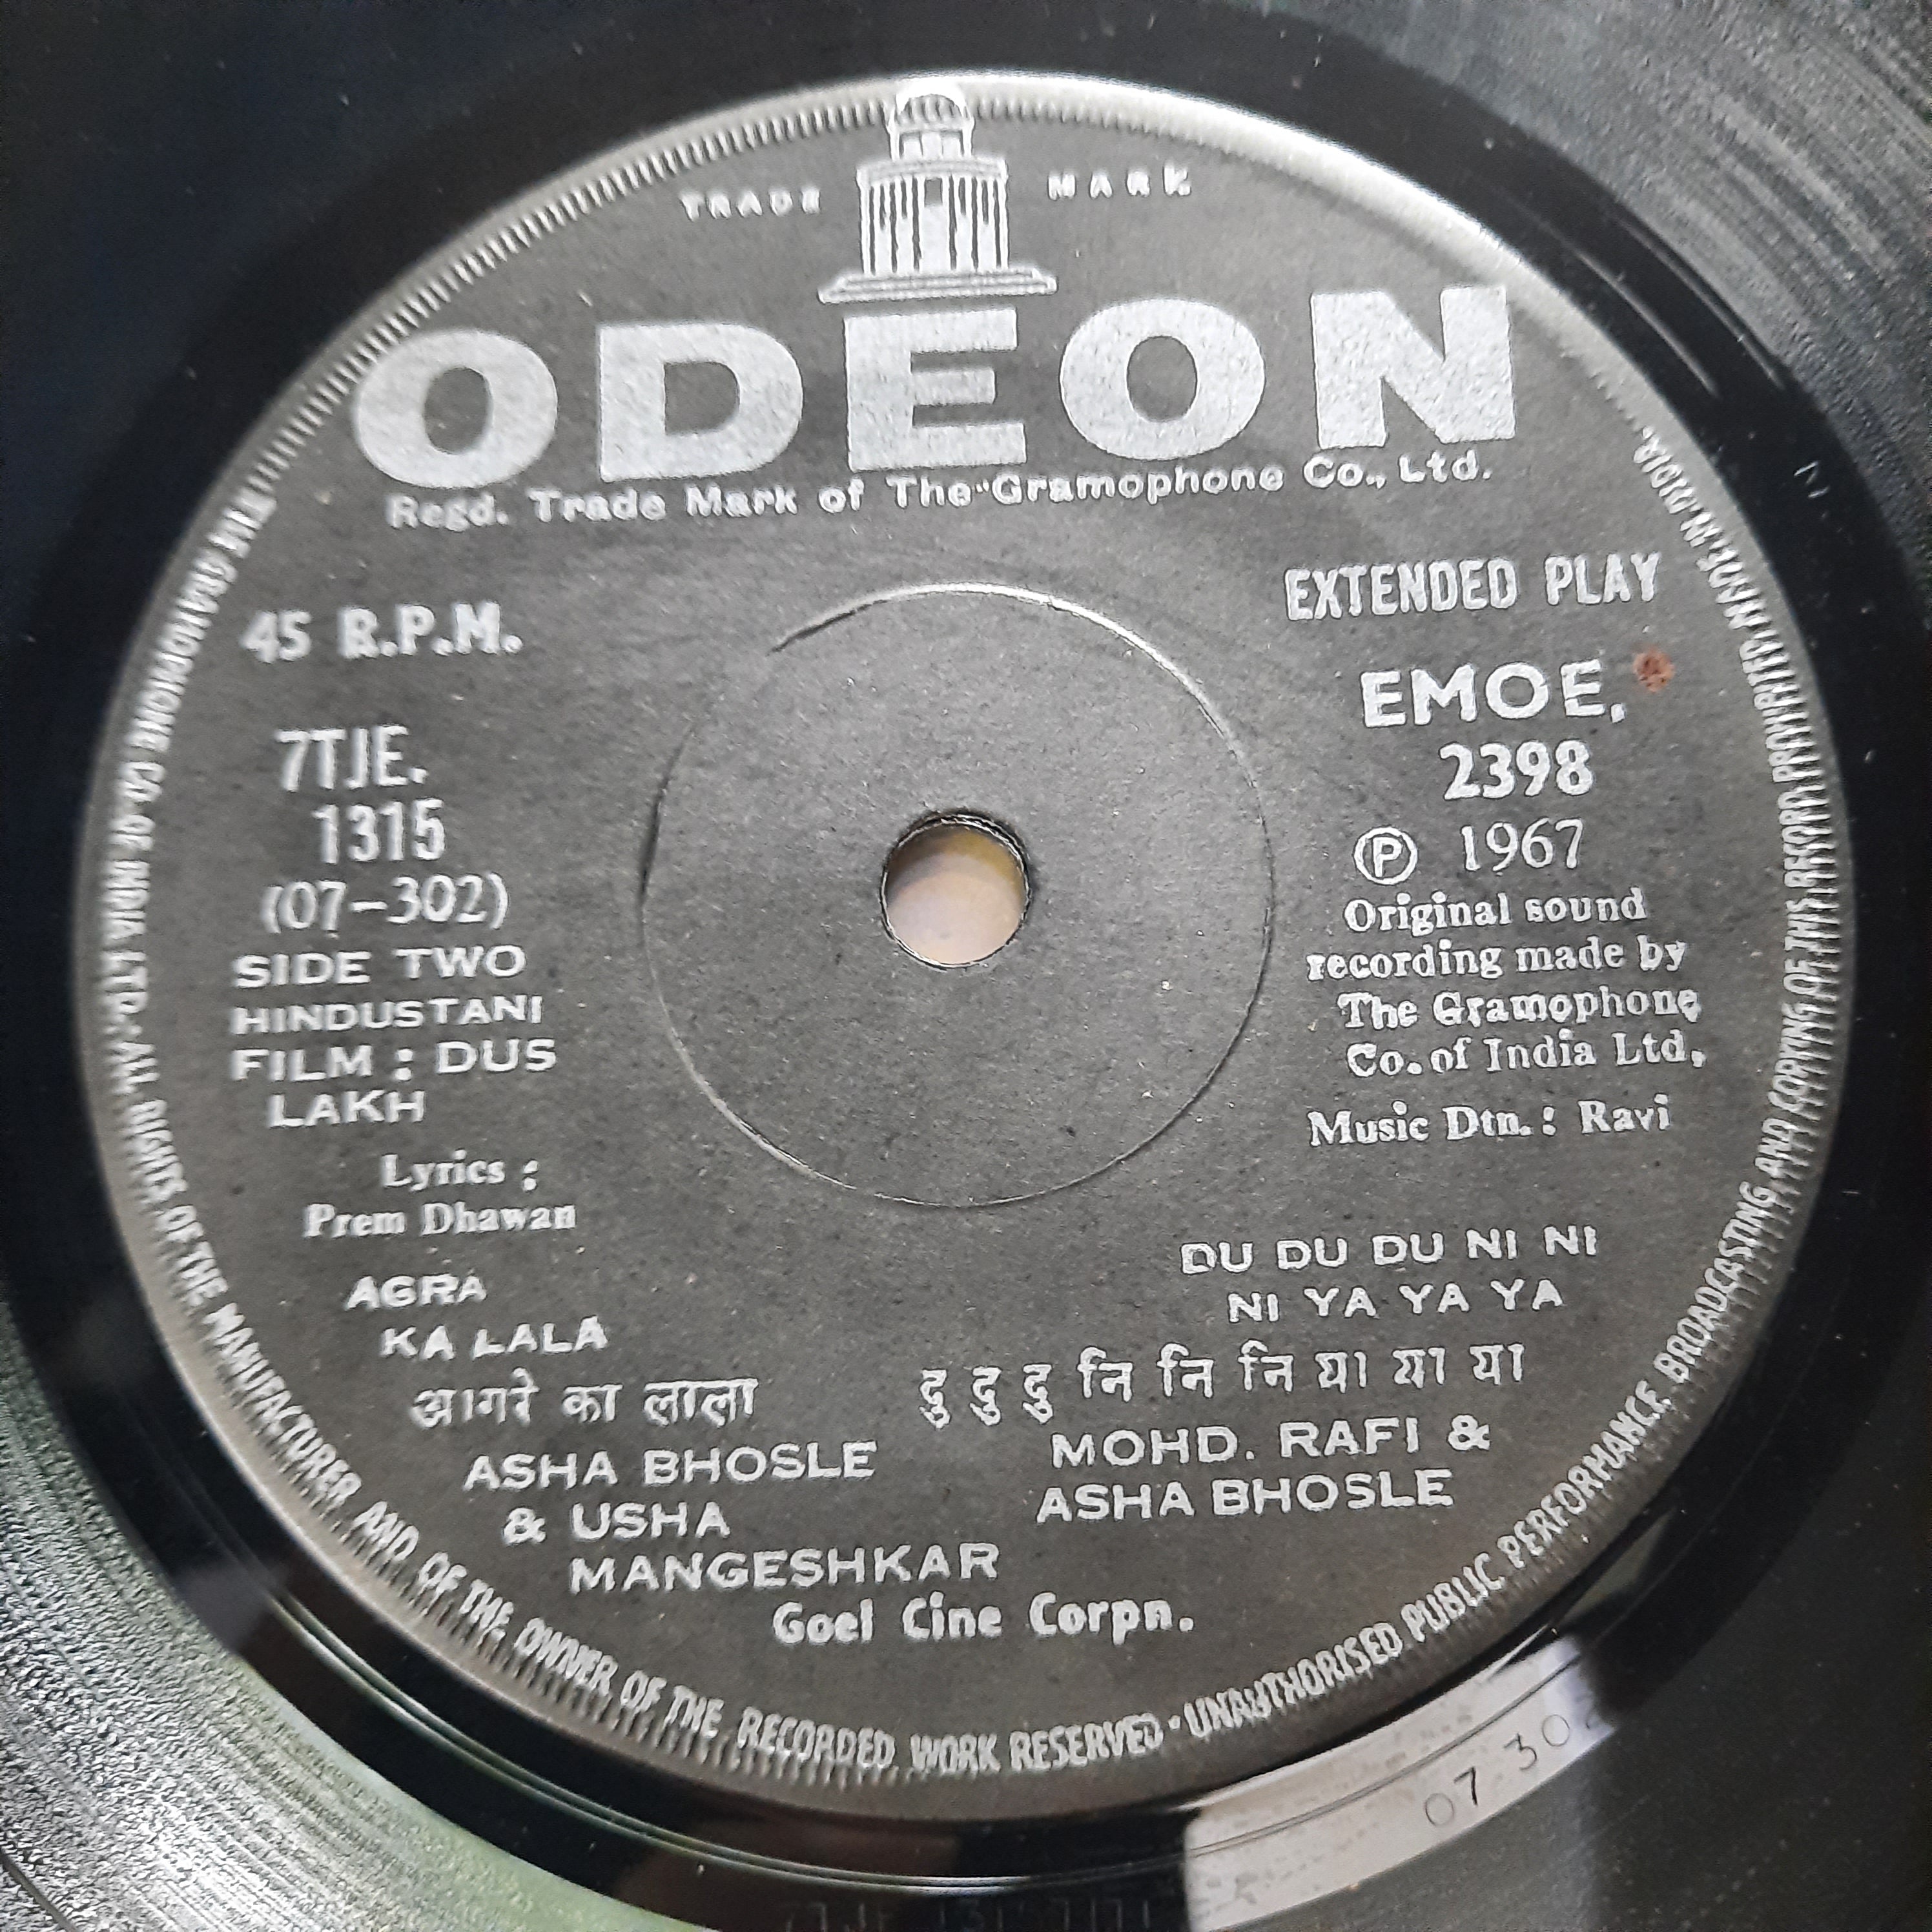 TRADE MARK
ODEON
Regd. Trade Mark of The Gramophone Co., Ltd.
45 R.P.M.
7TJE.
1315
(07-302)
SIDE TWO
HINDUSTANI
FILM : DUS
LAKH
Lyrics :
Prem Dhawan
EXTENDED PLAY
EMOE.
2398
Ⓟ 1967
Original sound
recording made by
The Gramophone
Co. of India Ltd.
Music Dtn. : Ravi
AGRA
KA LALA
आगरे का लाला
ASHA BHOSLE
& USHA
MANGESHKAR
DU DU DU NI NI
NI YA YA YA
दु दु दु नि नि नि या या या
MOHD. RAFI &
ASHA BHOSLE
Goel Cine Corpn.
THE GRAMOPHONE CO. OF INDIA LTD. ALL RIGHTS OF THE MANUFACTURER AND OF THE OWNER OF THE RECORDED WORK RESERVED · UNAUTHORISED PUBLIC PERFORMANCE, BROADCASTING AND COPYING OF THIS RECORD PROHIBITED MADE IN INDIA.
07 302